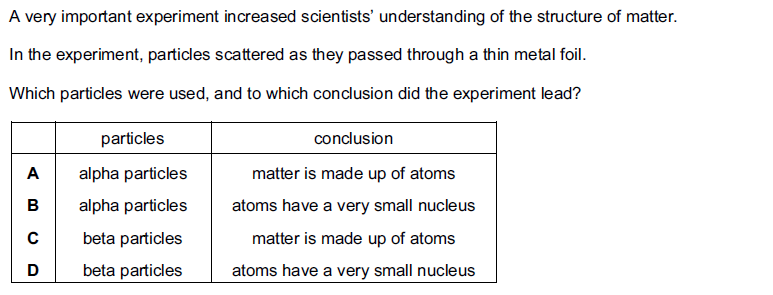 A very important experiment increased scientists’ understanding of the structure of matter.
In the experiment, particles scattered as they passed through a thin metal foil.
Which particles were used, and to which conclusion did the experiment lead?
particles conclusion
A alpha particles matter is made up of atoms
B alpha particles atoms have a very small nucleus
C beta particles matter is made up of atoms
D beta particles atoms have a very small nucleus